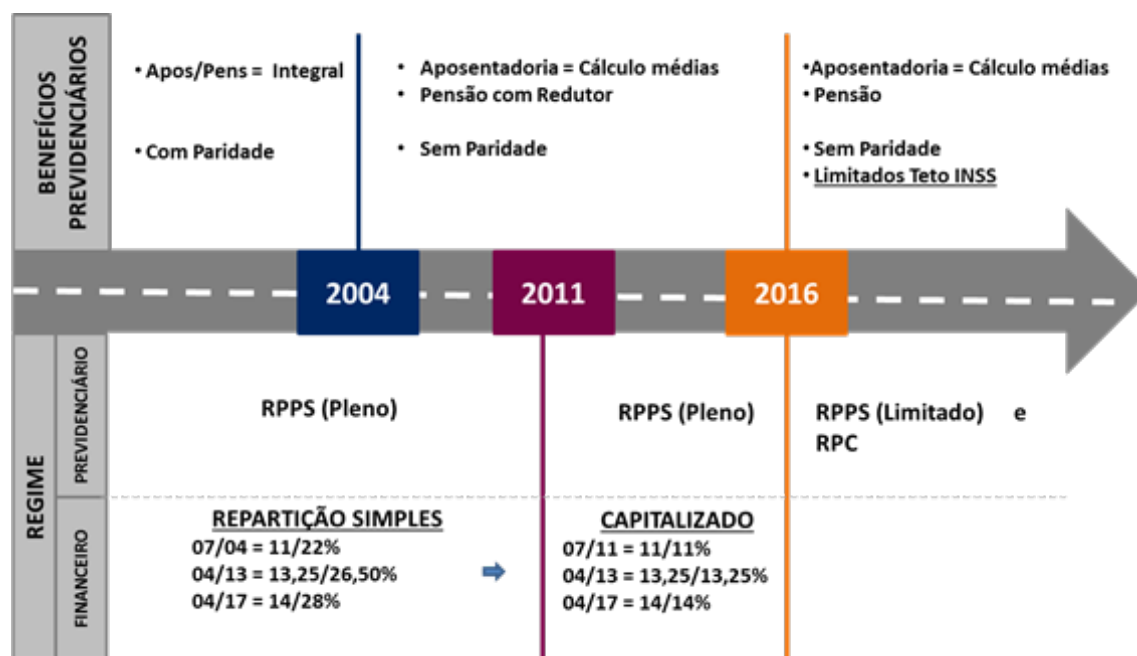 BENEFÍCIOS
PREVIDENCIÁRIOS
• Apos/Pens = Integral
• Com Paridade
• Aposentadoria = Cálculo médias
• Pensão com Redutor
• Sem Paridade
•Aposentadoria = Cálculo médias
• Pensão
• Sem Paridade
• Limitados Teto INSS
2004
2011
2016
REGIME
PREVIDENCIÁRIO
RPPS (Pleno)
RPPS (Pleno)
RPPS (Limitado) e
RPC
FINANCEIRO
REPARTIÇÃO SIMPLES
07/04 = 11/22%
04/13 = 13,25/26,50%
04/17 = 14/28%
CAPITALIZADO
07/11 = 11/11%
04/13 = 13,25/13,25%
04/17 = 14/14%